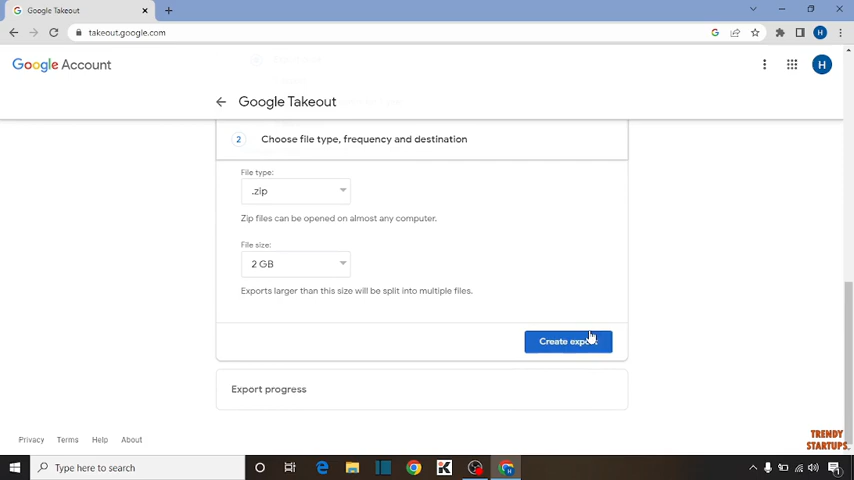 Google Takeout
takeout.google.com
H
Google Account
H
Google Takeout
2 Choose file type, frequency and destination
File type:
.zip
Zip files can be opened on almost any computer.
File size:
2 GB
Exports larger than this size will be split into multiple files.
Create export
Export progress
Privacy Terms Help About
TRENDY
STARTUPS
Type here to search